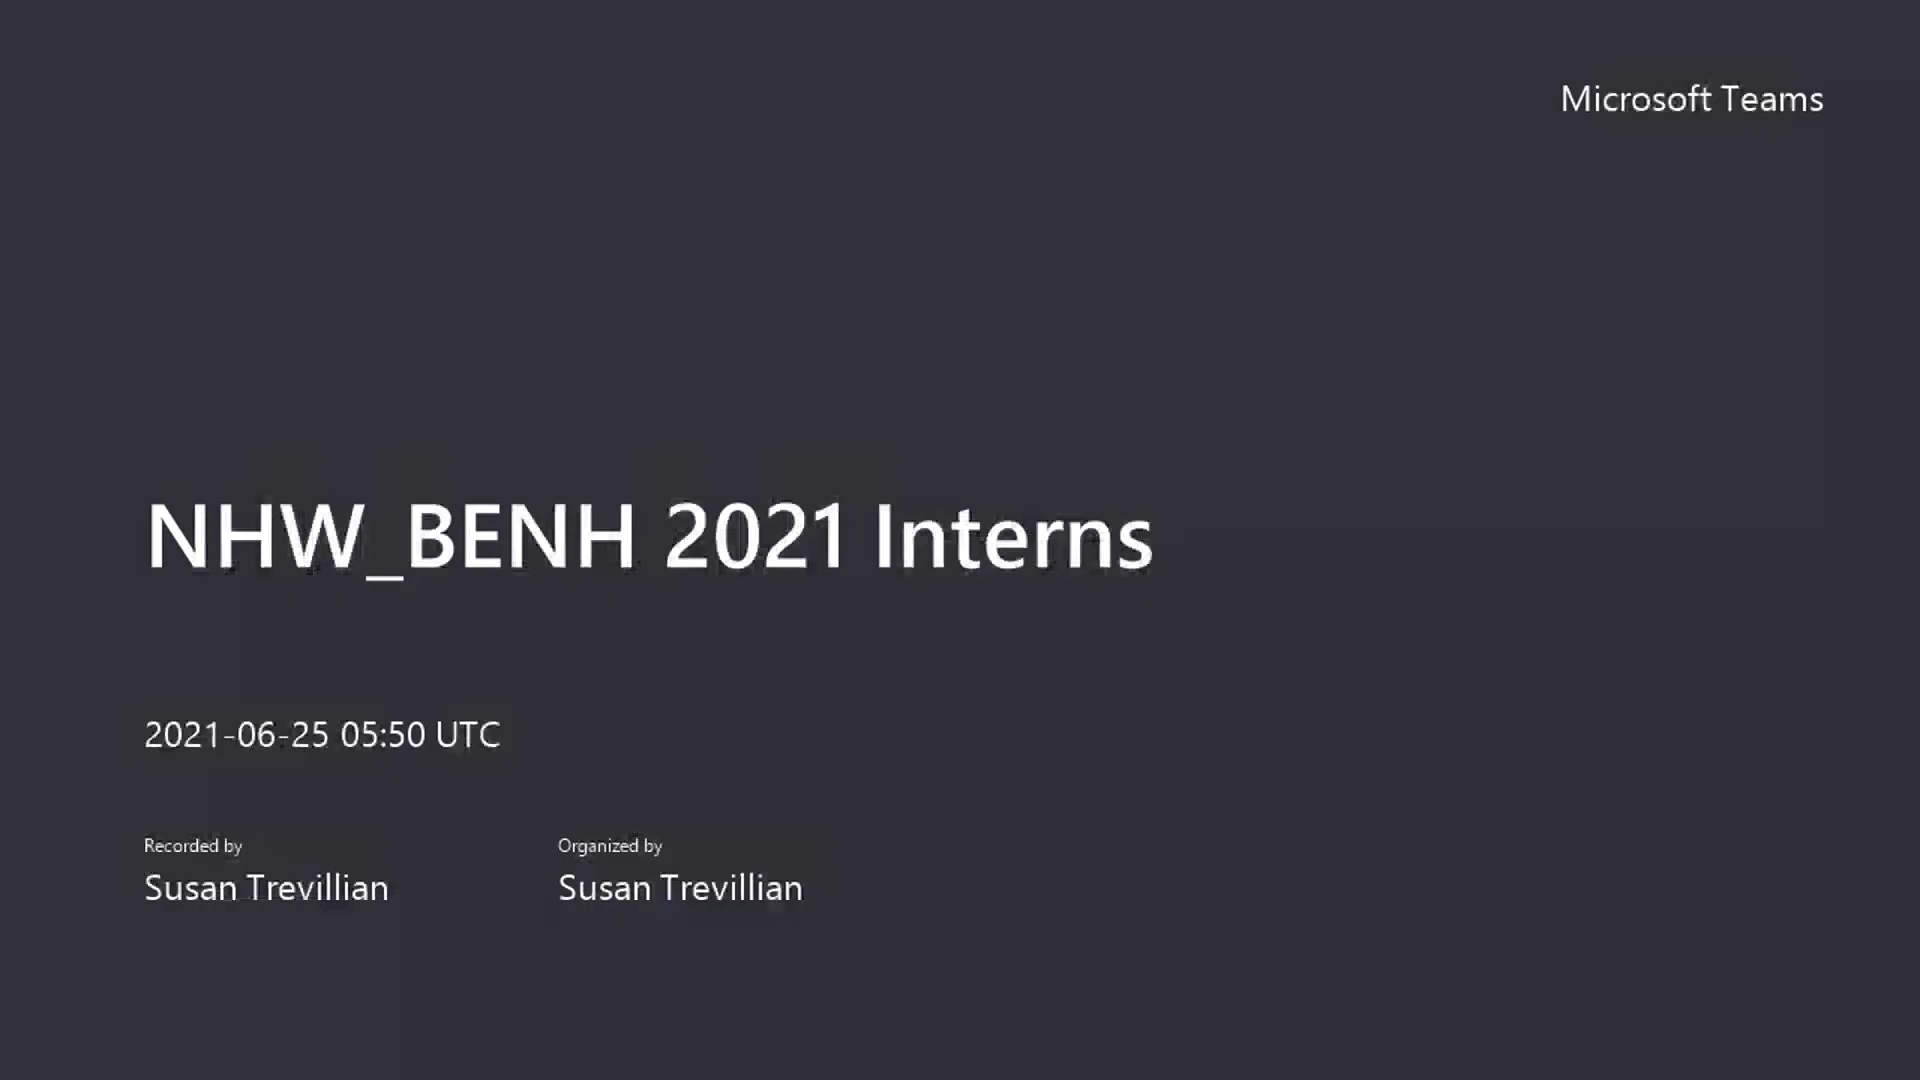 Microsoft Teams
NHW_BENH 2021 Interns
2021-06-25 05:50 UTC
Recorded by
Susan Trevillian
Organized by
Susan Trevillian